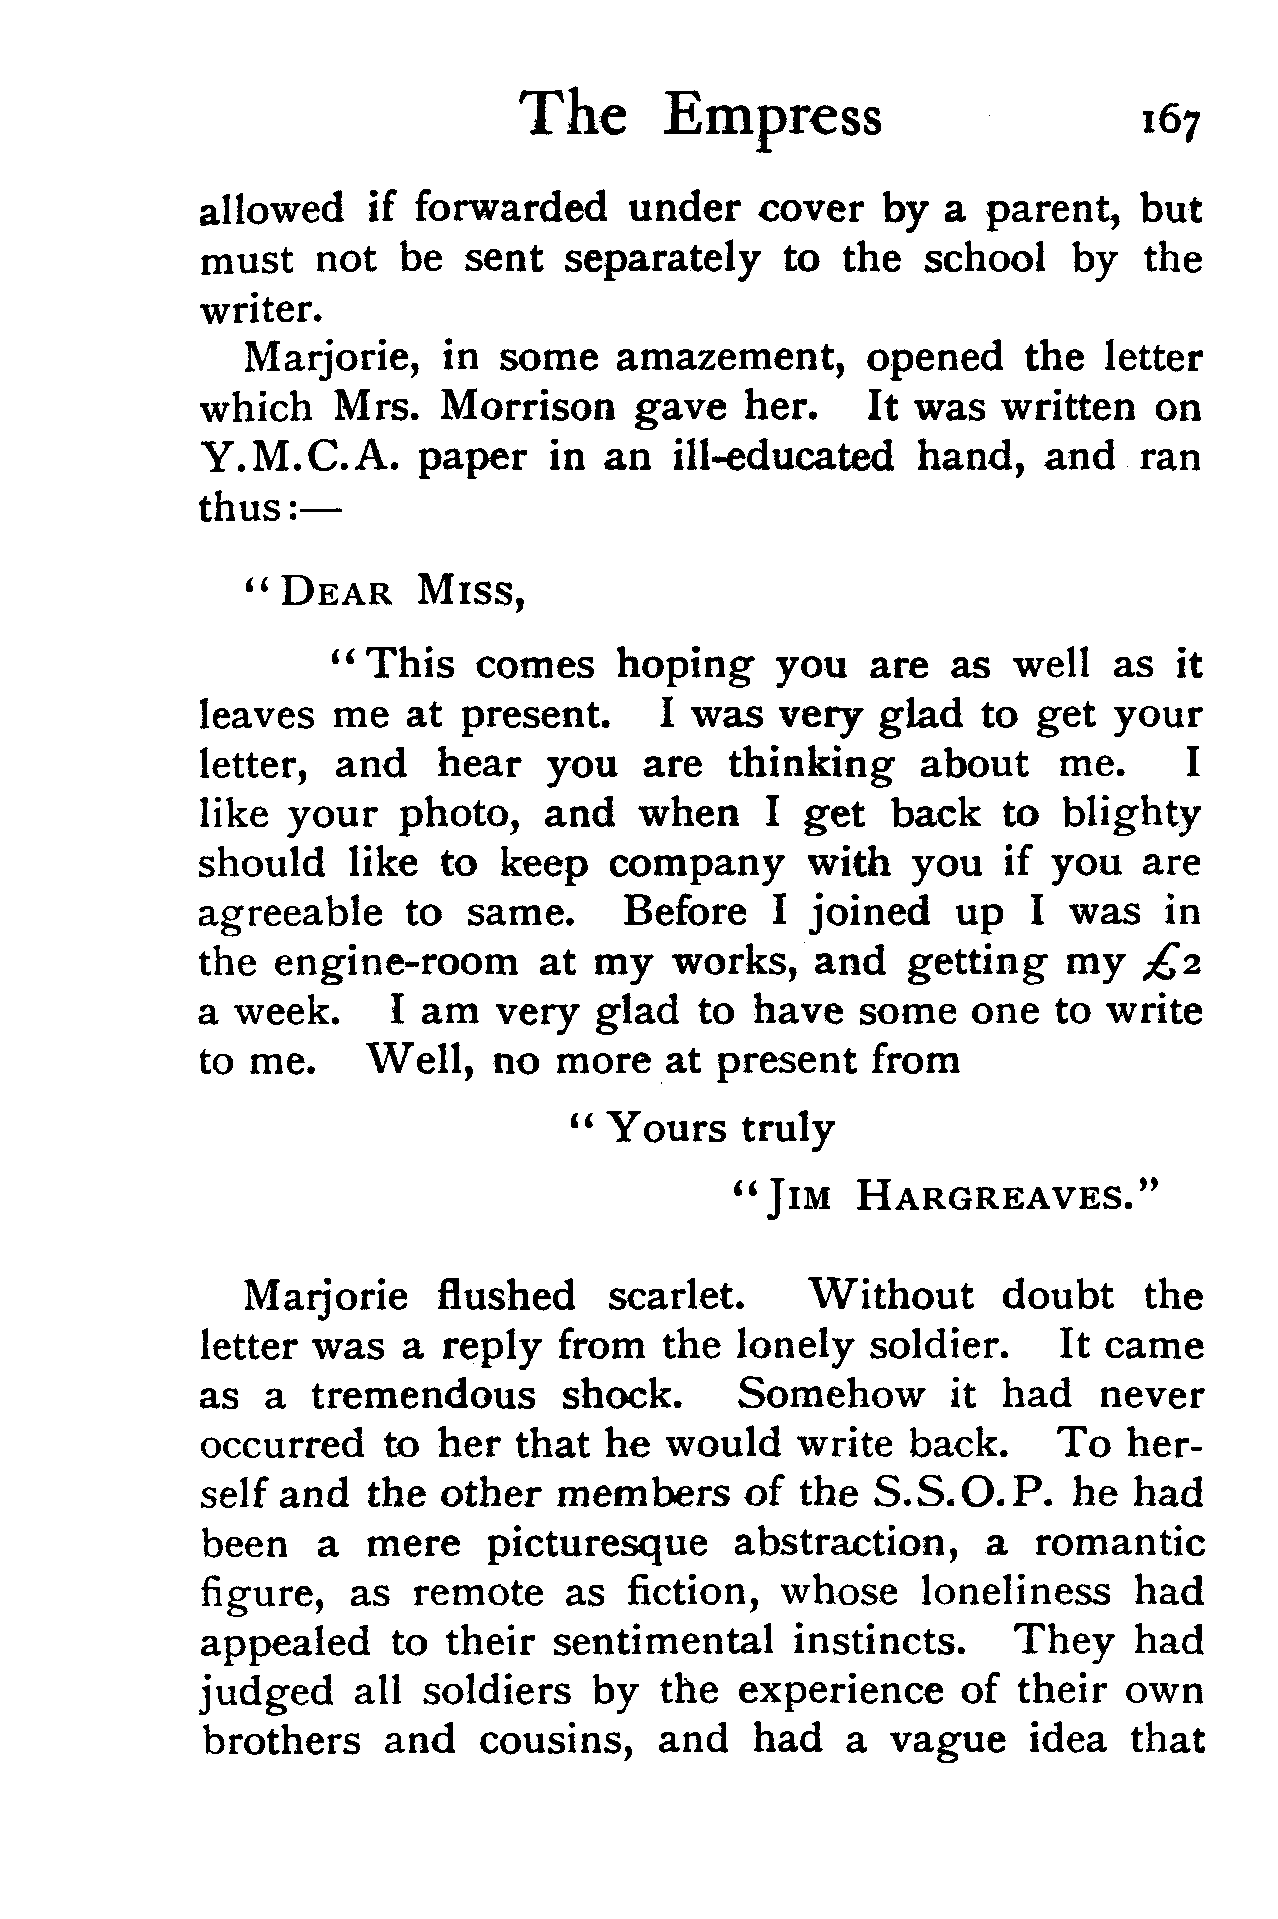 The Empress 167
allowed if forwarded under cover by a parent, but
must not be sent separately to the school by the
writer.
Marjorie, in some amazement, opened the letter
which Mrs. Morrison gave her. It was written on
Y.M.C.A. paper in an ill-educated hand, and ran
thus:—
"DEAR MISS,
"This comes hoping you are as well as it
leaves me at present. I was very glad to get your
letter, and hear you are thinking about me. I
like your photo, and when I get back to blighty
should like to keep company with you if you are
agreeable to same. Before I joined up I was in
the engine-room at my works, and getting my £2
a week. I am very glad to have some one to write
to me. Well, no more at present from
"Yours truly
"JIM HARGREAVES."
Marjorie flushed scarlet. Without doubt the
letter was a reply from the lonely soldier. It came
as a tremendous shock. Somehow it had never
occurred to her that he would write back. To her-
self and the other members of the S.S.O.P. he had
been a mere picturesque abstraction, a romantic
figure, as remote as fiction, whose loneliness had
appealed to their sentimental instincts. They had
judged all soldiers by the experience of their own
brothers and cousins, and had a vague idea that